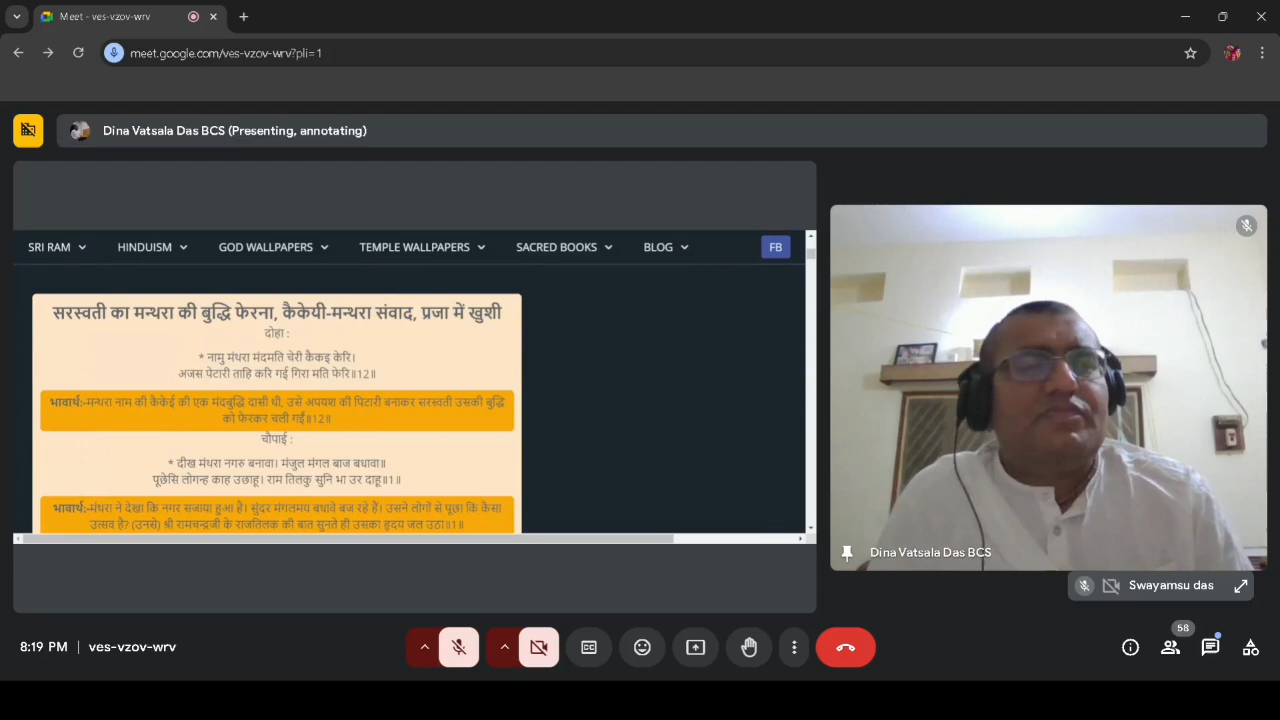 Meet - ves-vzov-wrv
meet.google.com/ves-vzov-wrv?pli=1
Dina Vatsala Das BCS (Presenting, annotating)
SRI RAM HINDUISM GOD WALLPAPERS TEMPLE WALLPAPERS SACRED BOOKS BLOG FB
सरस्वती का मन्थरा की बुद्धि फेरना, कैकेयी-मन्थरा संवाद, प्रजा में खुशी
दोहा :
* नामु मंथरा मंदमति चेरी कैकइ केरि।
अजस पेटारी ताहि करि गई गिरा मति फेरि॥12॥
भावार्थ:-मन्थरा नाम की कैकेई की एक मंदबुद्धि दासी थी, उसे अपयश की पिटारी बनाकर सरस्वती उसकी बुद्धि
को फेरकर चली गईं॥12॥
चौपाई :
* दीख मंथरा नगरु बनावा। मंजुल मंगल बाज बधावा॥
पूछेसि लोगन्ह काह उछाहू। राम तिलकु सुनि भा उर दाहू॥1॥
भावार्थ:-मंथरा ने देखा कि नगर सजाया हुआ है। सुंदर मंगलमय बधावे बज रहे हैं। उसने लोगों से पूछा कि कैसा
उत्सव है? (उनसे) श्री रामचन्द्रजी के राजतिलक की बात सुनते ही उसका हृदय जल उठा॥1॥
Dina Vatsala Das BCS
Swayamsu das
58
8:19 PM ves-vzov-wrv